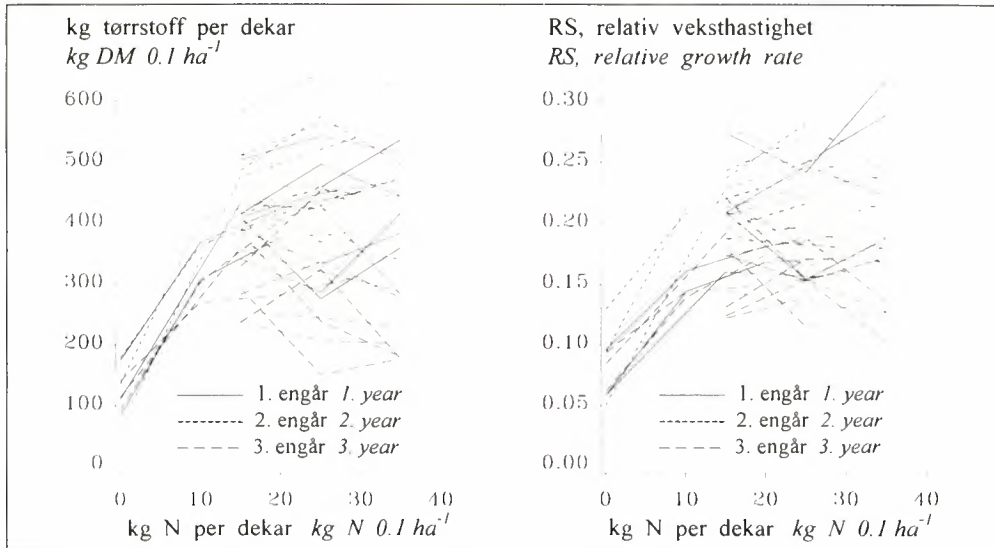 kg tørrstoff per dekar
kg DM 0.1 ha⁻¹
600
500
400
300
200
100
0
1. engår 1. year
2. engår 2. year
3. engår 3. year
0 10 20 30 40
kg N per dekar kg N 0.1 ha⁻¹
RS, relativ veksthastighet
RS, relative growth rate
0.30
0.25
0.20
0.15
0.10
0.05
0.00
1. engår 1. year
2. engår 2. year
3. engår 3. year
0 10 20 30 40
kg N per dekar kg N 0.1 ha⁻¹